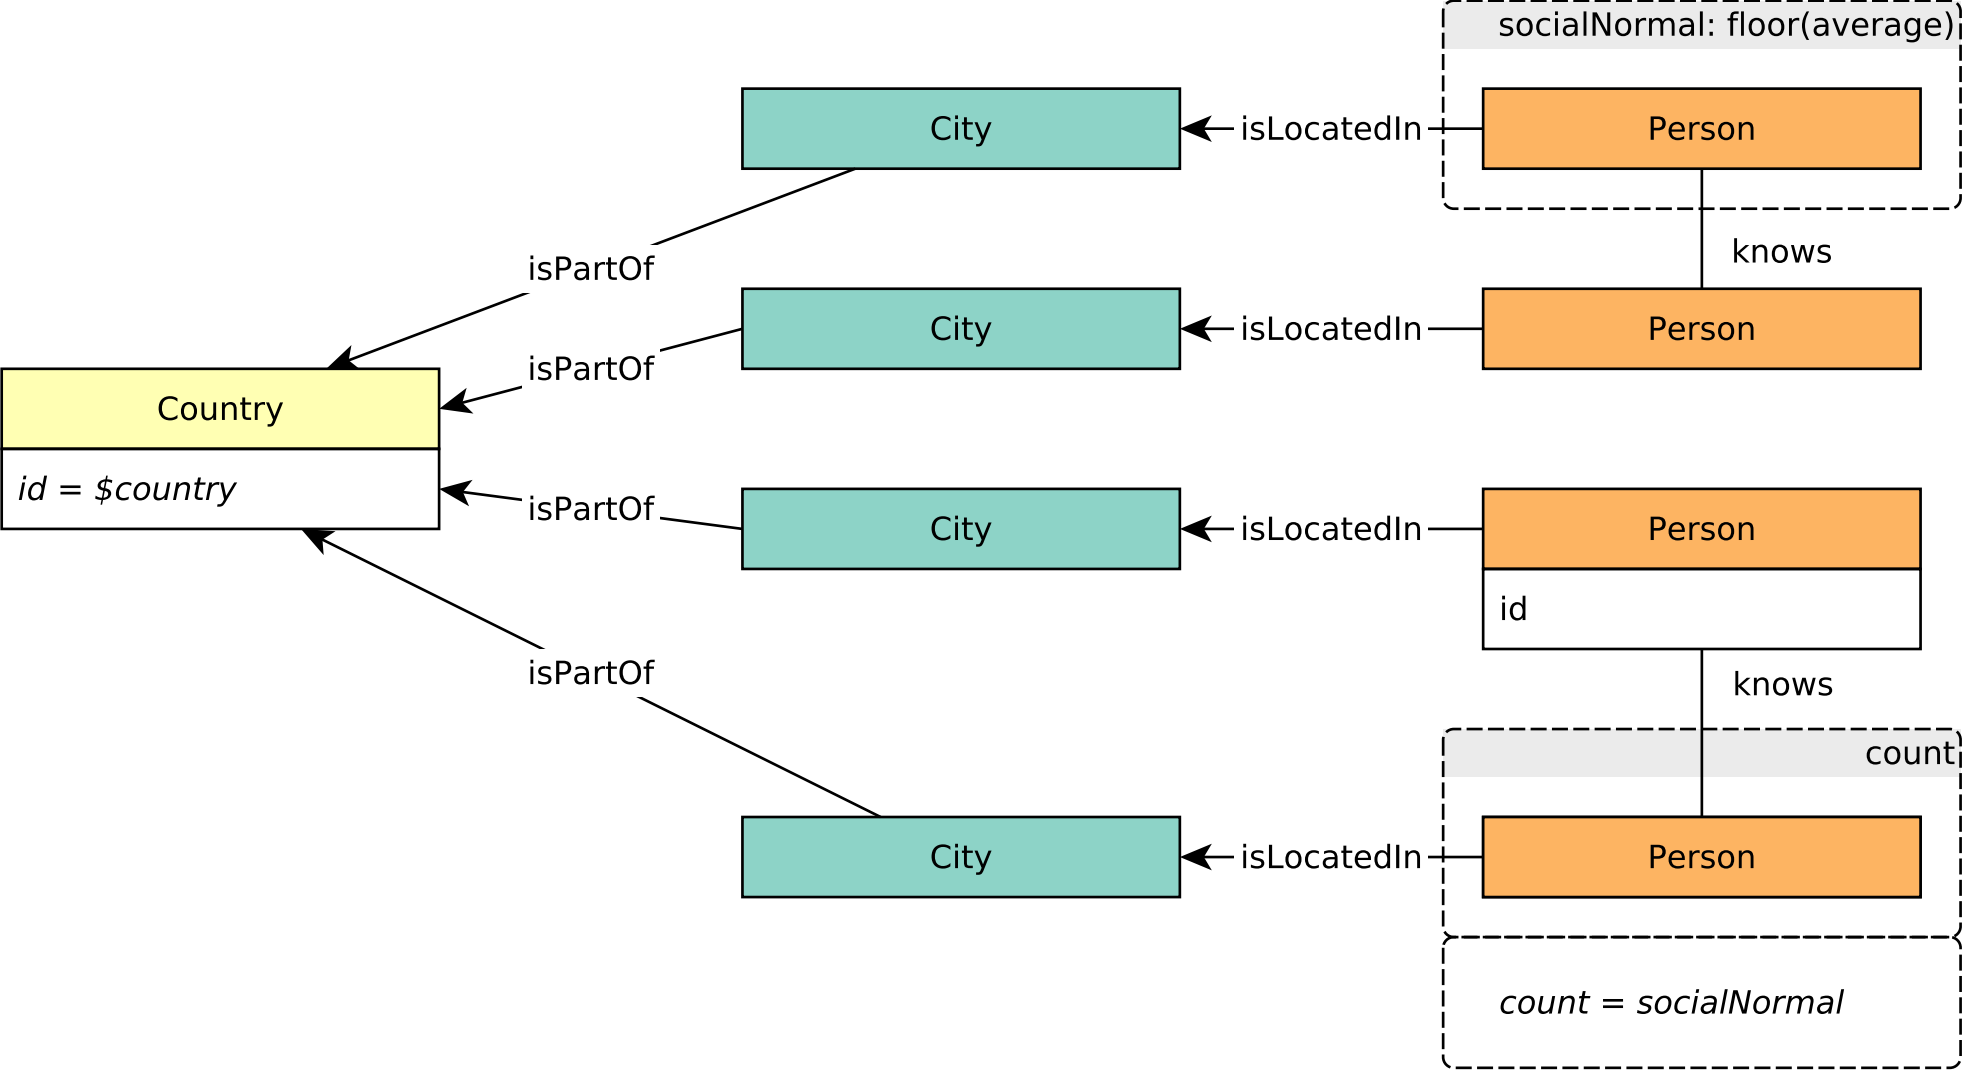 socialNormal: floor(average)
City
isLocatedIn
Person
isPartOf
knows
City
isLocatedIn
Person
isPartOf
Country
id = $country
isPartOf
City
isLocatedIn
Person
id
isPartOf
knows
count
City
isLocatedIn
Person
count = socialNormal